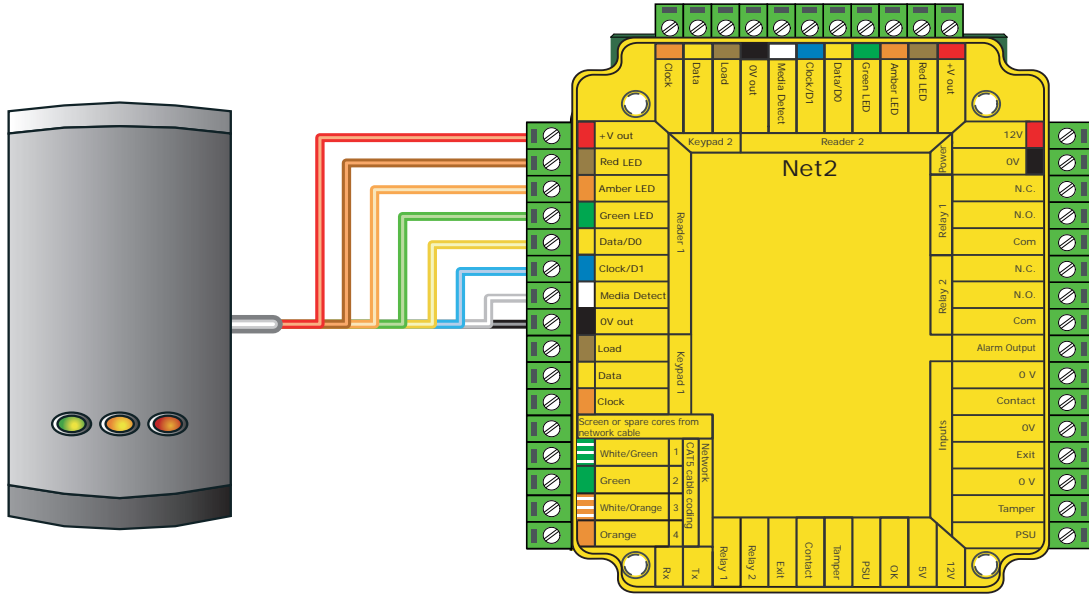 Clock
Data
Load
0V out
Media Detect
Clock/D1
Data/D0
Green LED
Amber LED
Red LED
+V out
Keypad 2
Reader 2
Net2
+V out
Red LED
Amber LED
Green LED
Data/D0
Clock/D1
Media Detect
0V out
Reader 1
Load
Data
Clock
Keypad 1
Screen or spare cores from
network cable
White/Green 1
Green 2
White/Orange 3
Orange 4
CAT5 cable coding
Network
Power
12V
0V
Relay 1
N.C.
N.O.
Com
Relay 2
N.C.
N.O.
Com
Alarm Output
Inputs
0 V
Contact
0V
Exit
0 V
Tamper
PSU
Rx
Tx
Relay 1
Relay 2
Exit
Contact
Tamper
PSU
OK
5V
12V